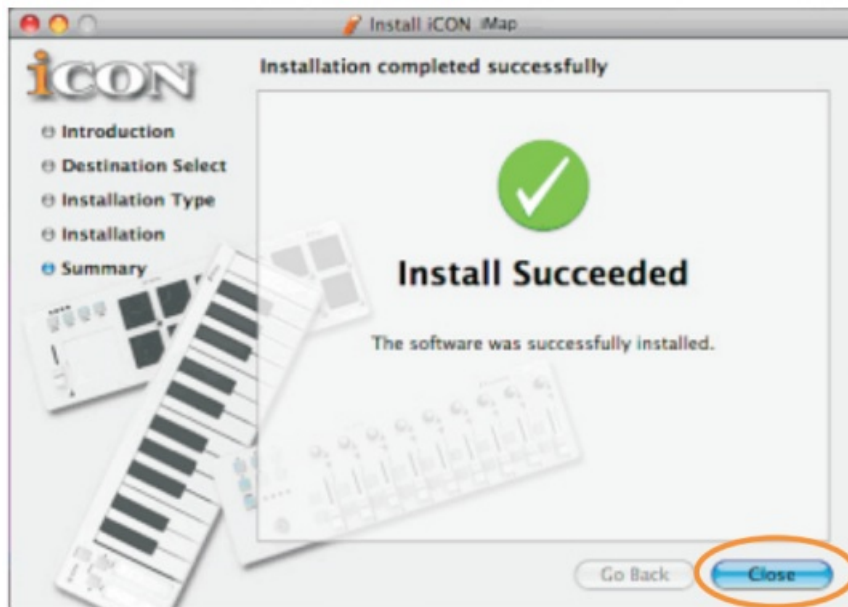 Install iCON iMap
iCON
Installation completed successfully
Introduction
Destination Select
Installation Type
Installation
Summary
Install Succeeded
The software was successfully installed.
Go Back
Close